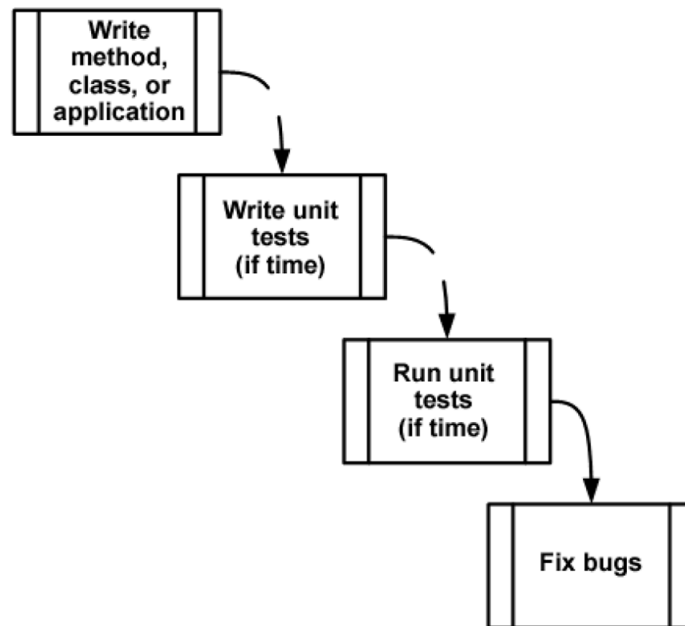 Write
method,
class, or
application
Write unit
tests
(if time)
Run unit
tests
(if time)
Fix bugs